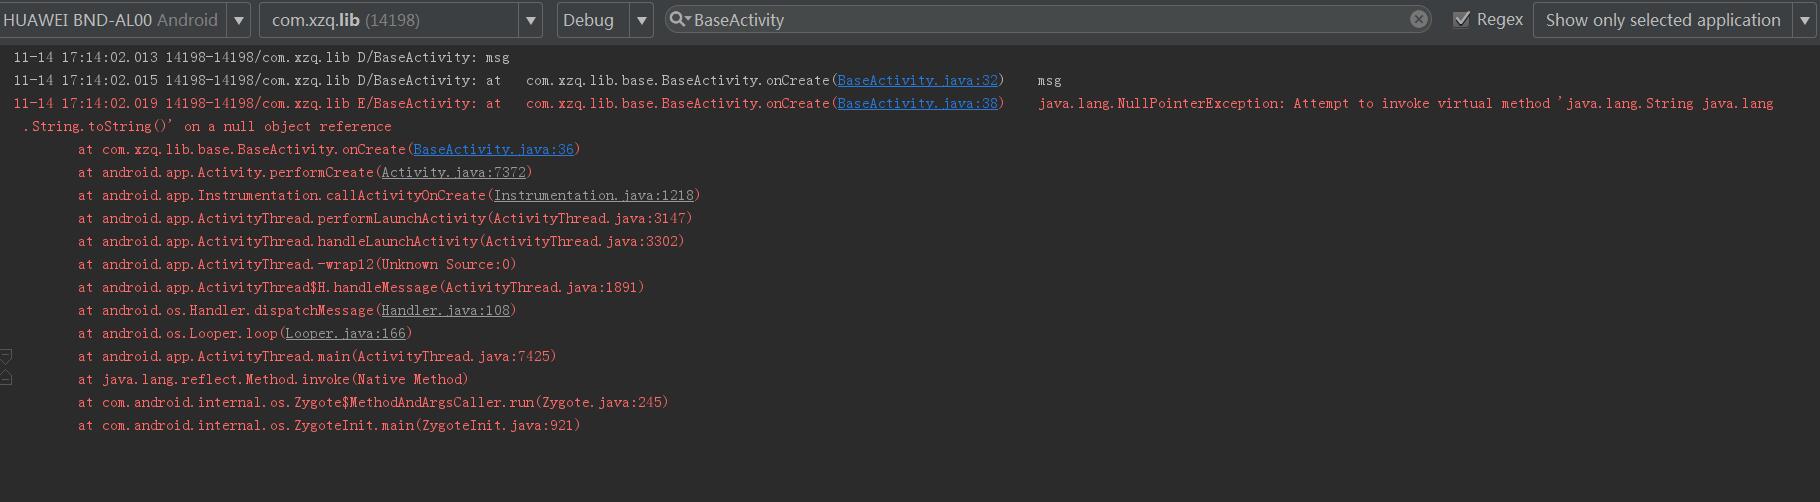 HUAWEI BND-AL00 Android com.xzq.lib (14198) Debug BaseActivity Regex Show only selected application
11-14 17:14:02.013 14198-14198/com.xzq.lib D/BaseActivity: msg
11-14 17:14:02.015 14198-14198/com.xzq.lib D/BaseActivity: at com.xzq.lib.base.BaseActivity.onCreate(BaseActivity.java:32) msg
11-14 17:14:02.019 14198-14198/com.xzq.lib E/BaseActivity: at com.xzq.lib.base.BaseActivity.onCreate(BaseActivity.java:38) java.lang.NullPointerException: Attempt to invoke virtual method 'java.lang.String java.lang
.String.toString()' on a null object reference
at com.xzq.lib.base.BaseActivity.onCreate(BaseActivity.java:36)
at android.app.Activity.performCreate(Activity.java:7372)
at android.app.Instrumentation.callActivityOnCreate(Instrumentation.java:1218)
at android.app.ActivityThread.performLaunchActivity(ActivityThread.java:3147)
at android.app.ActivityThread.handleLaunchActivity(ActivityThread.java:3302)
at android.app.ActivityThread.-wrap12(Unknown Source:0)
at android.app.ActivityThread$H.handleMessage(ActivityThread.java:1891)
at android.os.Handler.dispatchMessage(Handler.java:108)
at android.os.Looper.loop(Looper.java:166)
at android.app.ActivityThread.main(ActivityThread.java:7425)
at java.lang.reflect.Method.invoke(Native Method)
at com.android.internal.os.Zygote$MethodAndArgsCaller.run(Zygote.java:245)
at com.android.internal.os.ZygoteInit.main(ZygoteInit.java:921)